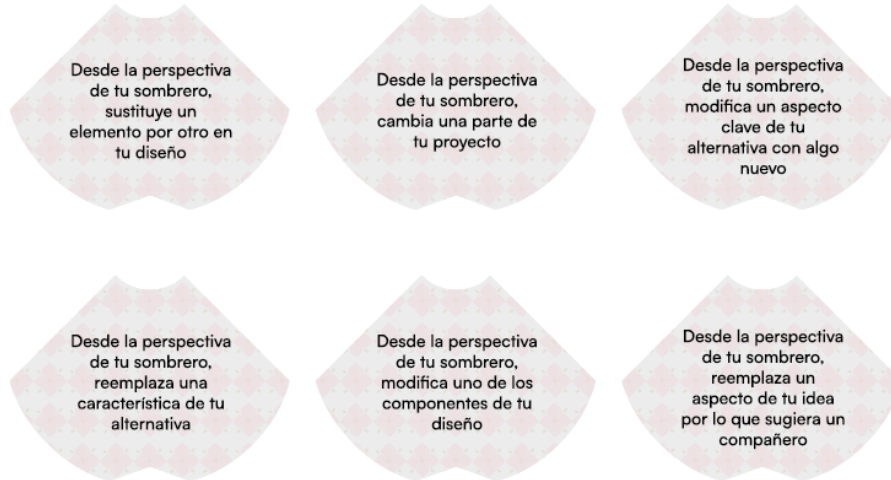 Desde la perspectiva
de tu sombrero,
sustituye un
elemento por otro en
tu diseño
Desde la perspectiva
de tu sombrero,
cambia una parte de
tu proyecto
Desde la perspectiva
de tu sombrero,
modifica un aspecto
clave de tu
alternativa con algo
nuevo
Desde la perspectiva
de tu sombrero,
reemplaza una
característica de tu
alternativa
Desde la perspectiva
de tu sombrero,
modifica uno de los
componentes de tu
diseño
Desde la perspectiva
de tu sombrero,
reemplaza un
aspecto de tu idea
por lo que sugiera un
compañero